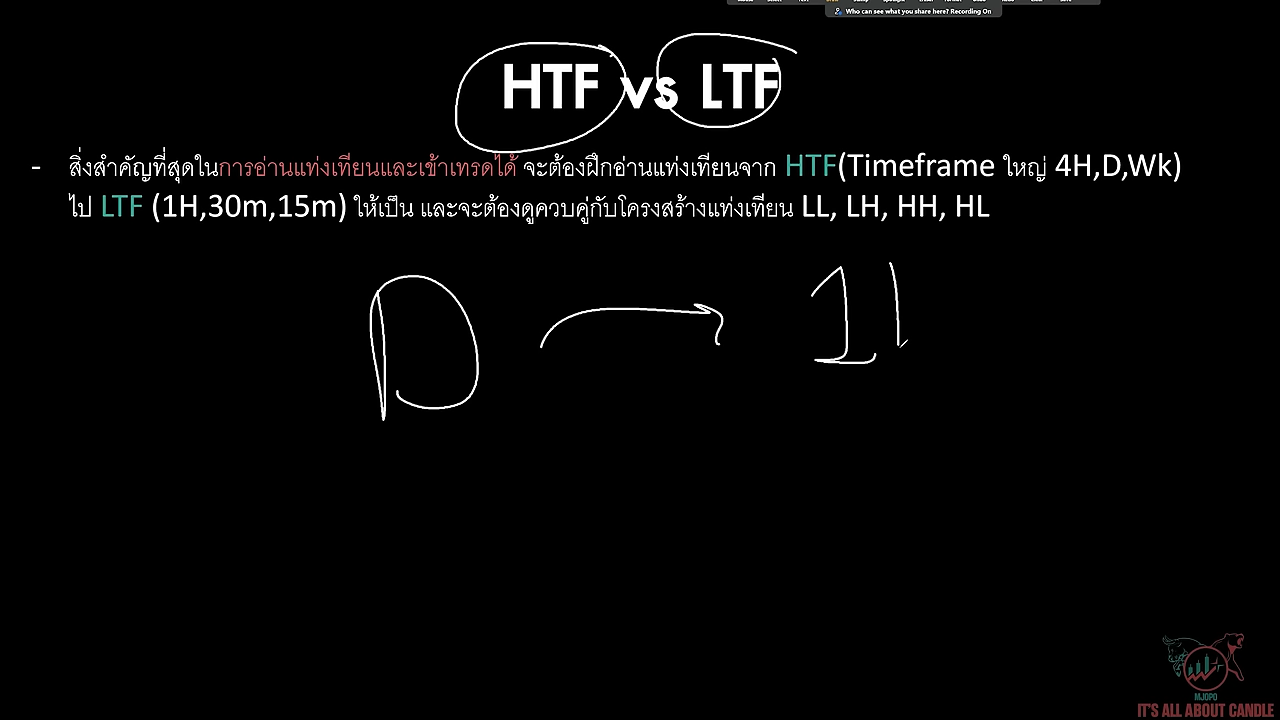 Who can see what you share here? Recording On
HTF vs LTF
- สิ่งสำคัญที่สุดในการอ่านแท่งเทียนและเข้าเทรดได้ จะต้องฝึกอ่านแท่งเทียนจาก HTF(Timeframe ใหญ่ 4H,D,Wk)
ไป LTF (1H,30m,15m) ให้เป็น และจะต้องดูควบคู่กับโครงสร้างแท่งเทียน LL, LH, HH, HL
D 1
MJOPO
IT'S ALL ABOUT CANDLE